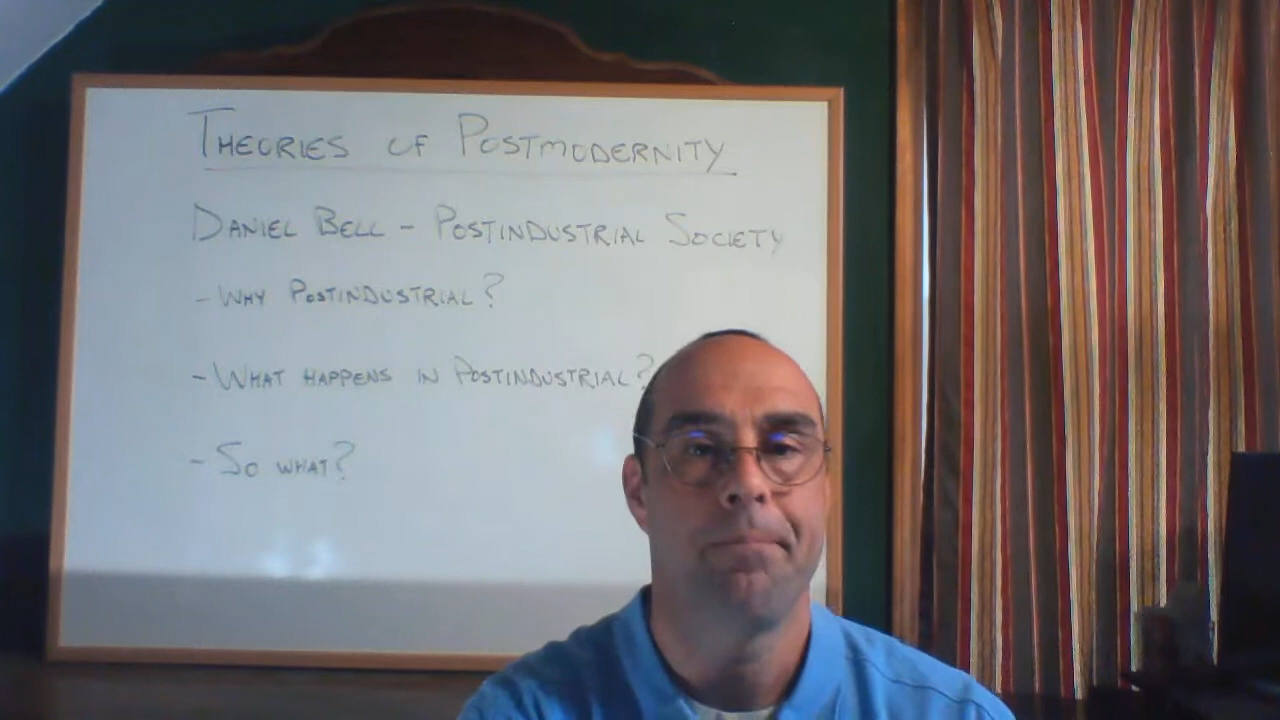 THEORIES OF POSTMODERNITY
DANIEL BELL - POSTINDUSTRIAL SOCIETY
- WHY POSTINDUSTRIAL?
- WHAT HAPPENS IN POSTINDUSTRIAL?
- SO WHAT?